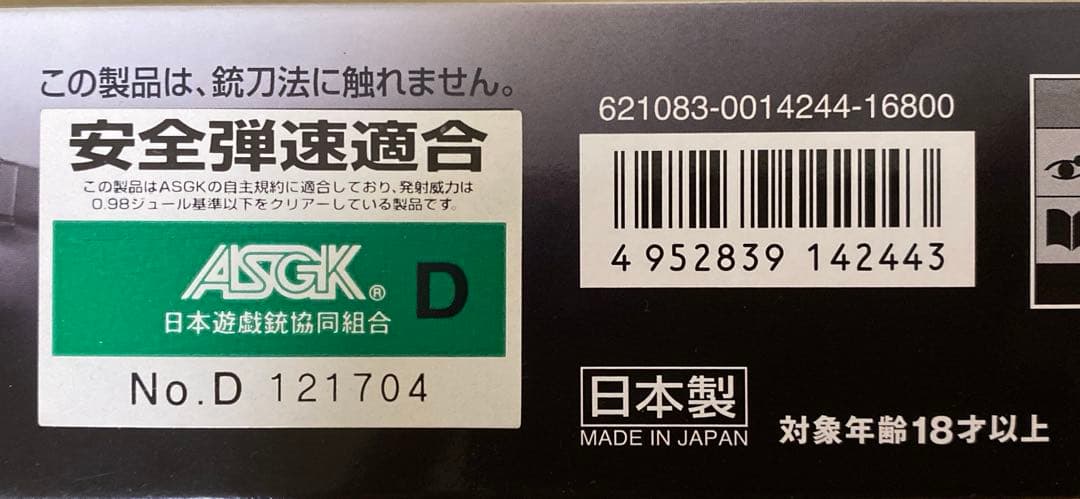 この製品は、銃刀法に触れません。
安全弾速適合
この製品はASGKの自主規約に適合しており、発射威力は
0.98ジュール基準以下をクリアーしている製品です。
ASGK®
D
日本遊戯銃協同組合
No.D 121704
621083-0014244-16800
4 952839 142443
日本製
MADE IN JAPAN
対象年齢18才以上